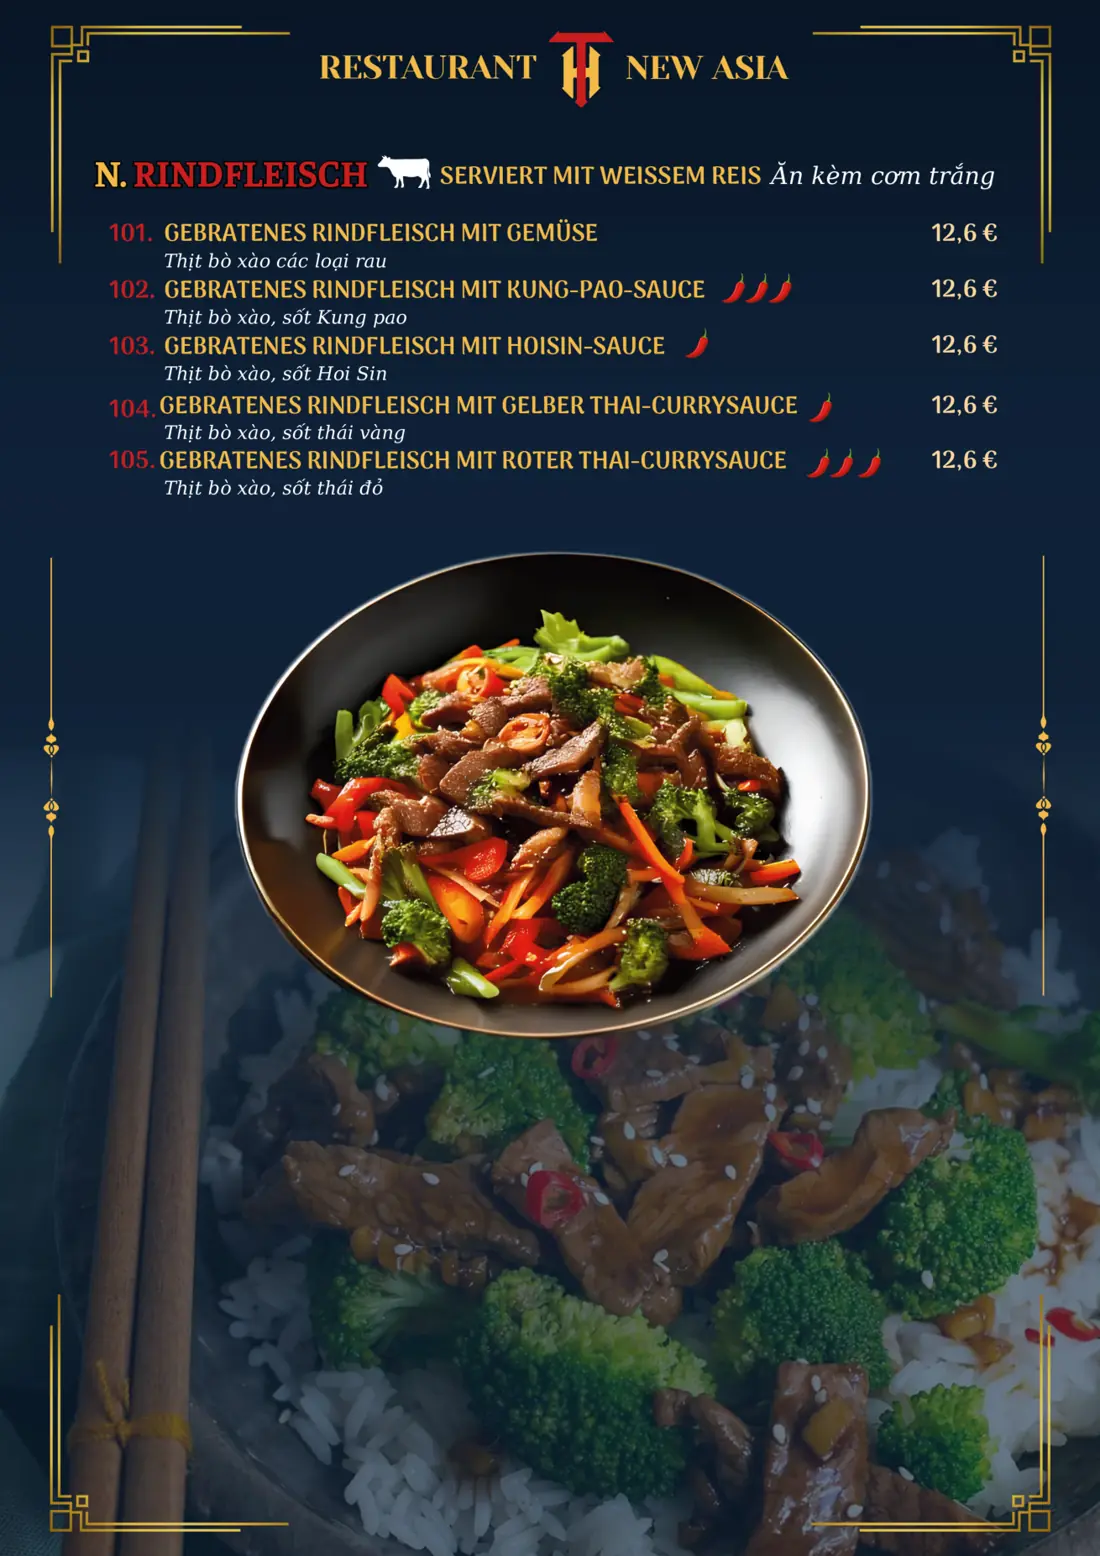 RESTAURANT TH NEW ASIA
N. RINDFLEISCH SERVIERT MIT WEISSEM REIS Ăn kèm cơm trắng
101. GEBRATENES RINDFLEISCH MIT GEMÜSE 12,6 €
Thịt bò xào các loại rau
102. GEBRATENES RINDFLEISCH MIT KUNG-PAO-SAUCE 12,6 €
Thịt bò xào, sốt Kung pao
103. GEBRATENES RINDFLEISCH MIT HOISIN-SAUCE 12,6 €
Thịt bò xào, sốt Hoi Sin
104. GEBRATENES RINDFLEISCH MIT GELBER THAI-CURRYSAUCE 12,6 €
Thịt bò xào, sốt thái vàng
105. GEBRATENES RINDFLEISCH MIT ROTER THAI-CURRYSAUCE 12,6 €
Thịt bò xào, sốt thái đỏ